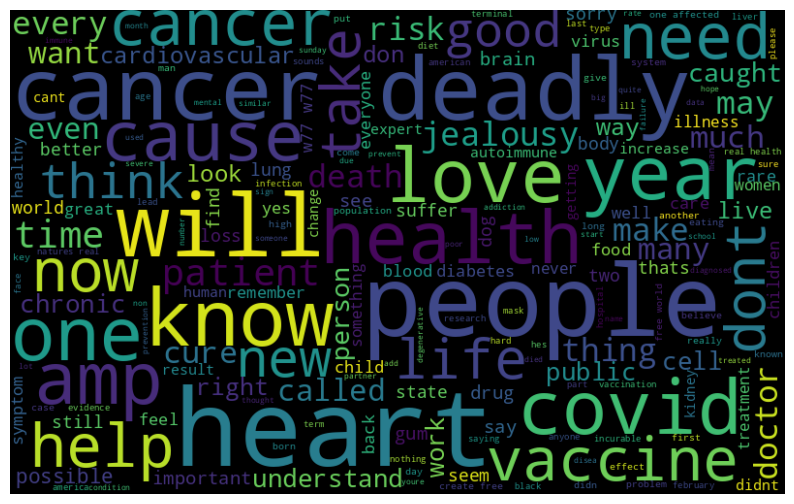 every cancer risk good need
month put terminal sorry one affected rate liver
want cardiovascular take don virus last type please
cancer deadly caught
cant man sunday sounds diet american brain everyone system may
age mental similar give quite ill illness
even cause w77 w77 expert jealousy way much
better used come due prevent big hope data body increase failure
healthy think severe look lung death autoimmune real health sure
infection love year rare women
world great lead sign yes find change population see suffer dog getting care well another eating live
time will loss addiction health food make many school
key natures real number someone high poor low long start thats children
now patient blood diabetes never two diagnosed
face chronic human remember person something hospital name believe dont
non prevention know people free world
one cure new degenerative research mask hard hes really
result child add died life thing cell known
lot amp partner public part vaccination treated
symptom case evidence right called state drug kidney treatment
still feel thought term back gum say saying anyone incurable first
help heart work covid doctor
born nothing seem disea effect
possible important understand vaccine didnt
americacondition day youre create free black didn problem february